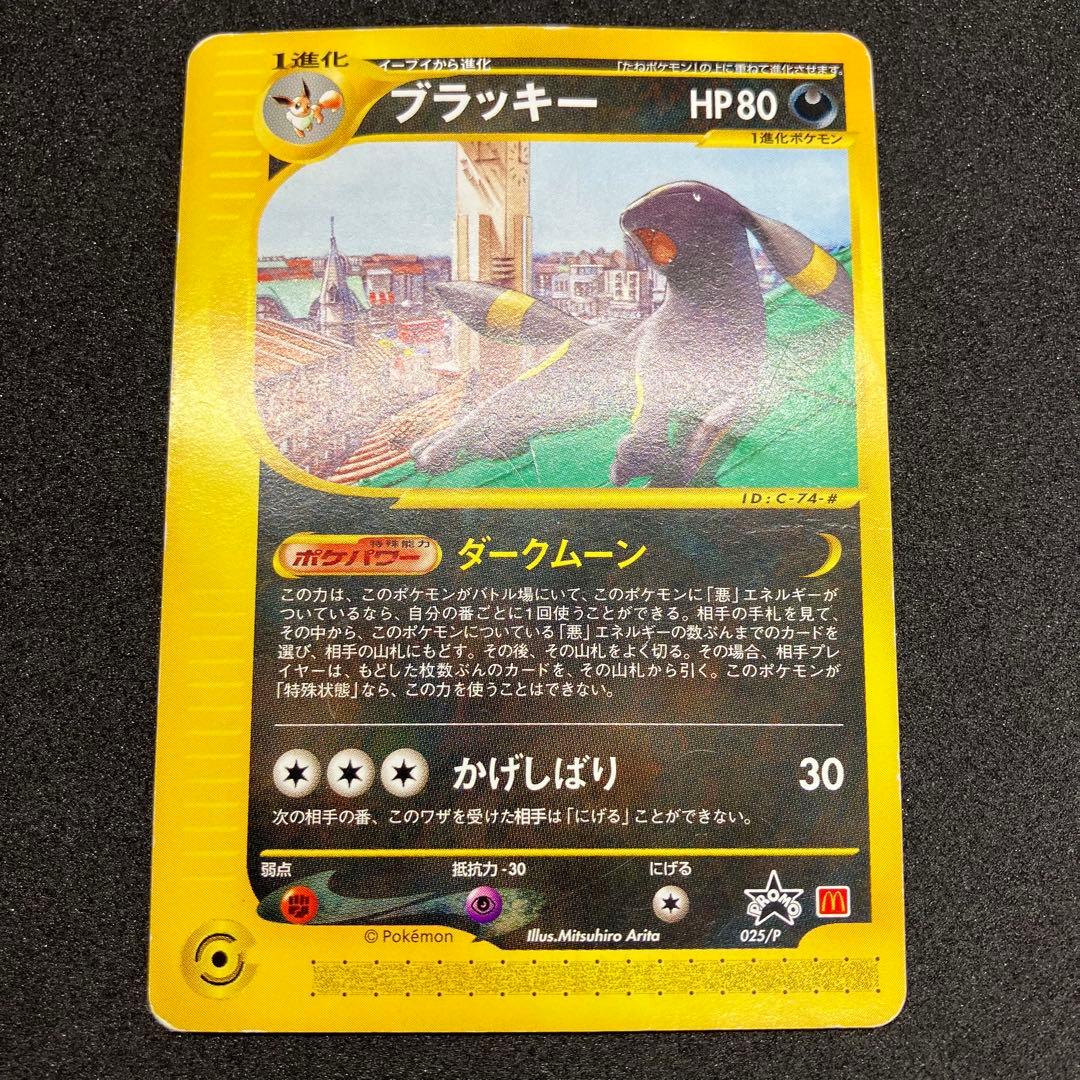 1進化
イーブイから進化
「たねポケモン」の上に重ねて進化させます。
ブラッキー HP80
1進化ポケモン
ID:C-74-#
特殊能力
ポケパワー ダークムーン
この力は、このポケモンがバトル場にいて、このポケモンに「悪」エネルギーが
ついているなら、自分の番ごとに1回使うことができる。相手の手札を見て、
その中から、このポケモンについている「悪」エネルギーの数ぶんまでのカードを
選び、相手の山札にもどす。その後、その山札をよく切る。その場合、相手プレ
イヤーは、もどした枚数ぶんのカードを、その山札から引く。このポケモンが
「特殊状態」なら、この力を使うことはできない。
かげしばり 30
次の相手の番、このワザを受けた相手は「にげる」ことができない。
弱点 抵抗力-30 にげる
PROMO
025/P
©Pokémon Illus.Mitsuhiro Arita